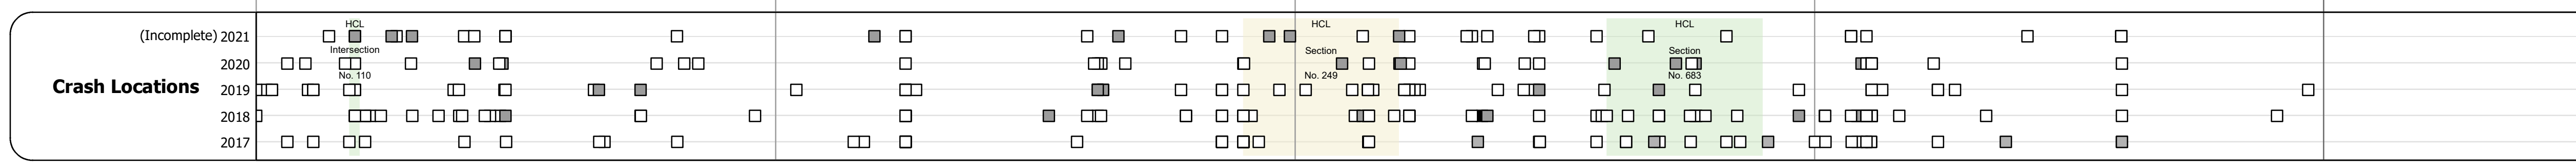 HCL
HCL
HCL
(Incomplete) 2021
Intersection
Section
Section
2020
No. 110
No. 249
No. 683
Crash Locations
2019
2018
2017